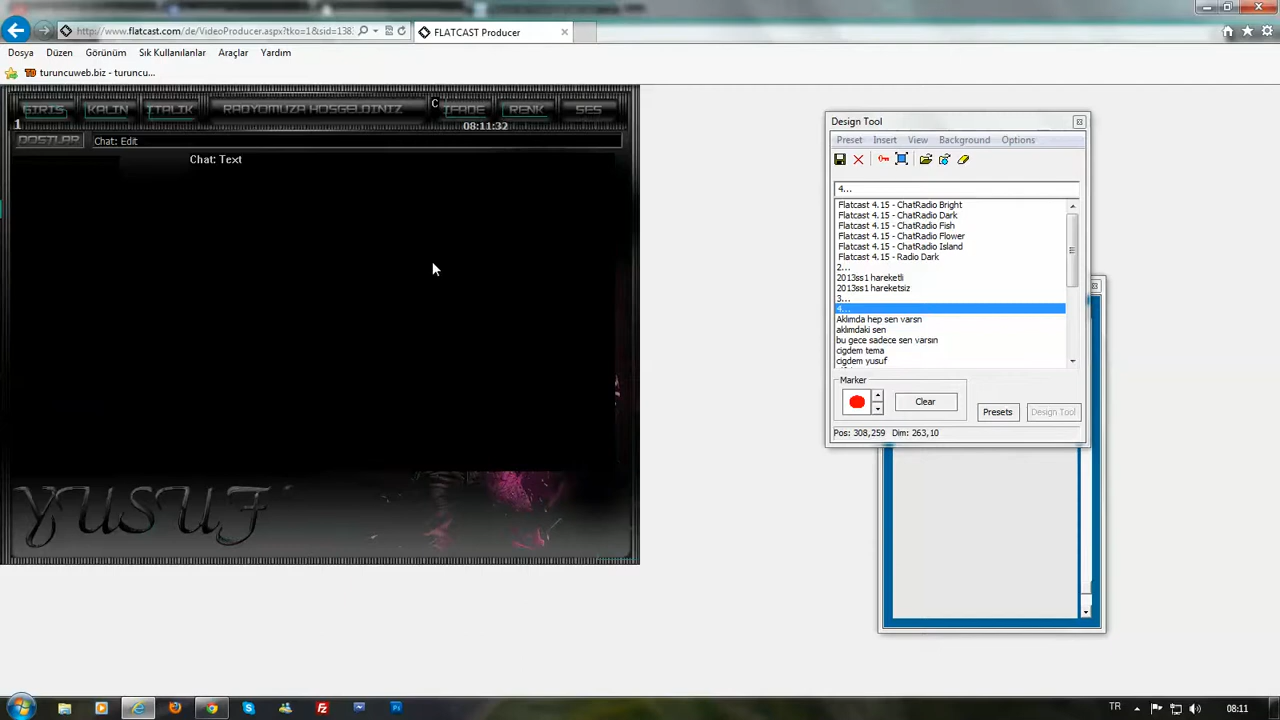 http://www.flatcast.com/de/VideoProducer.aspx?tko=1&sid=138
FLATCAST Producer
Dosya Düzen Görünüm Sık Kullanılanlar Araçlar Yardım
turuncuweb.biz - turuncu...
GIRIS KALIN ITALIK RADYOMUZA HOSGELDINIZ C IFADE RENK SES
1
08:11:32
DOSTLAR Chat: Edit
Chat: Text
YUSUF
Design Tool
Preset Insert View Background Options
4...
Flatcast 4.15 - ChatRadio Bright
Flatcast 4.15 - ChatRadio Dark
Flatcast 4.15 - ChatRadio Fish
Flatcast 4.15 - ChatRadio Flower
Flatcast 4.15 - ChatRadio Island
Flatcast 4.15 - Radio Dark
2...
2013ss1 hareketli
2013ss1 hareketsiz
3...
4...
Aklımda hep sen varsın
aklımdaki sen
bu gece sadece sen varsın
cigdem tema
cigdem yusuf
Marker
Clear
Presets
Design Tool
Pos: 308,259 Dim: 263,10
TR
08:11